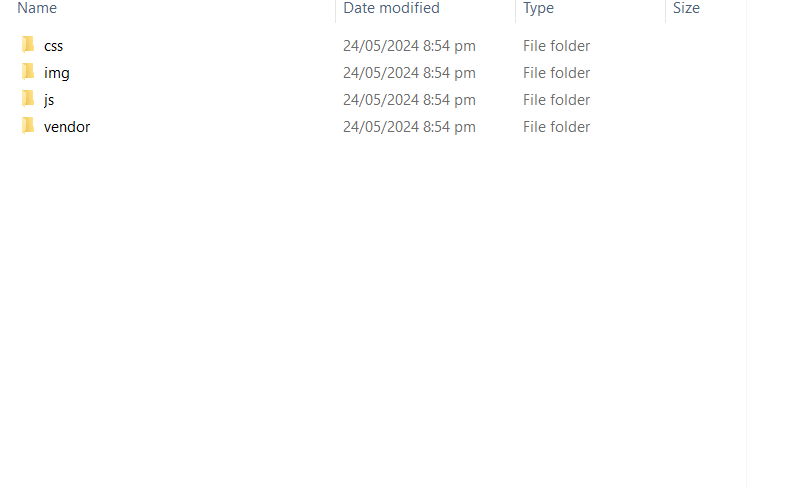 Name Date modified Type Size
css 24/05/2024 8:54 pm File folder
img 24/05/2024 8:54 pm File folder
js 24/05/2024 8:54 pm File folder
vendor 24/05/2024 8:54 pm File folder